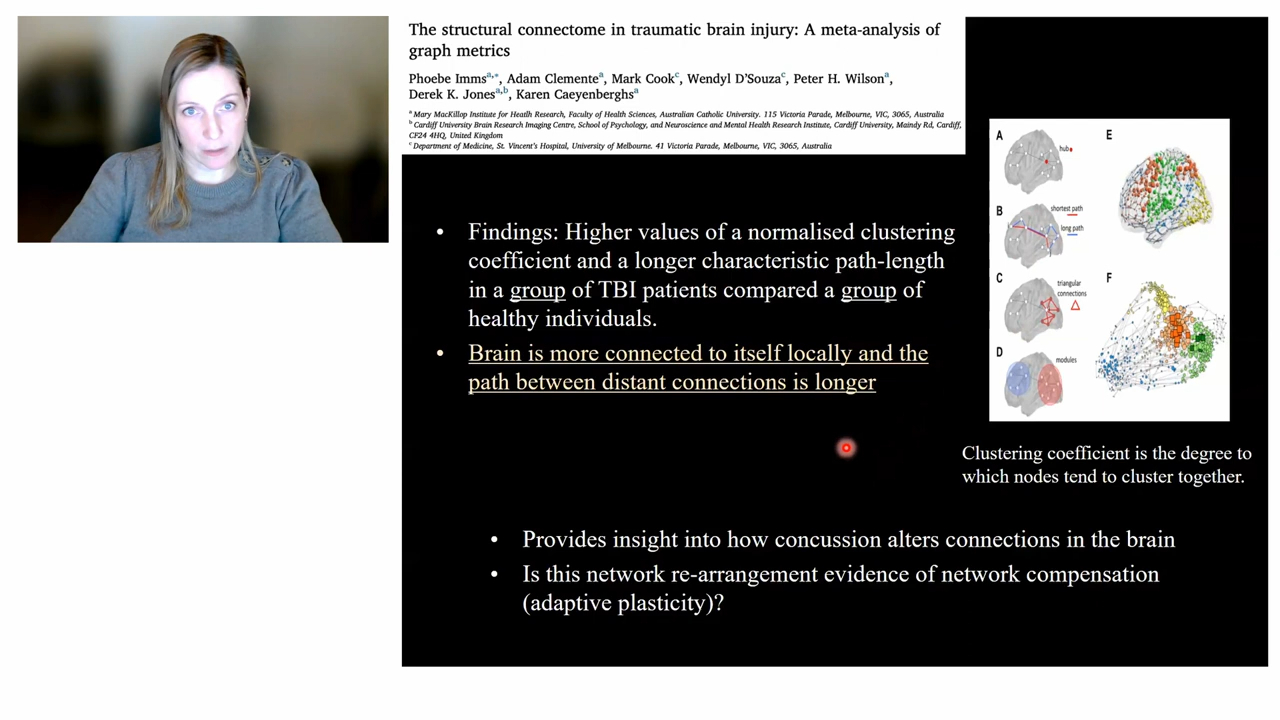 The structural connectome in traumatic brain injury: A meta-analysis of
graph metrics
Phoebe Immsa,*, Adam Clementea, Mark Cookc, Wendyl D'Souzac, Peter H. Wilsona,
Derek K. Jonesa,b, Karen Caeyenberghsa
a Mary MacKillop Institute for Heatlh Research, Faculty of Health Sciences, Australian Catholic University. 115 Victoria Parade, Melbourne, VIC, 3065, Australia
b Cardiff University Brain Research Imaging Centre, School of Psychology, and Neuroscience and Mental Health Research Institute, Cardiff University, Maindy Rd, Cardiff,
CF24 4HQ, United Kingdom
c Department of Medicine, St. Vincent's Hospital, University of Melbourne. 41 Victoria Parade, Melbourne, VIC, 3065, Australia
• Findings: Higher values of a normalised clustering
coefficient and a longer characteristic path-length
in a group of TBI patients compared a group of
healthy individuals.
• Brain is more connected to itself locally and the
path between distant connections is longer
A
hub
B
shortest path
long path
C
triangular
connections
D
modules
E
F
Clustering coefficient is the degree to
which nodes tend to cluster together.
• Provides insight into how concussion alters connections in the brain
• Is this network re-arrangement evidence of network compensation
(adaptive plasticity)?